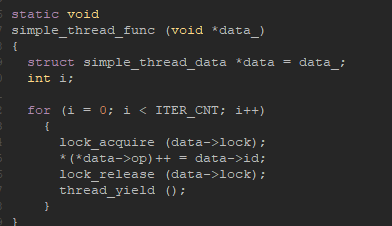 static void
simple_thread_func (void *data_)
{
  struct simple_thread_data *data = data_;
  int i;

  for (i = 0; i < ITER_CNT; i++)
    {
      lock_acquire (data->lock);
      *(*data->op)++ = data->id;
      lock_release (data->lock);
      thread_yield ();
    }
}